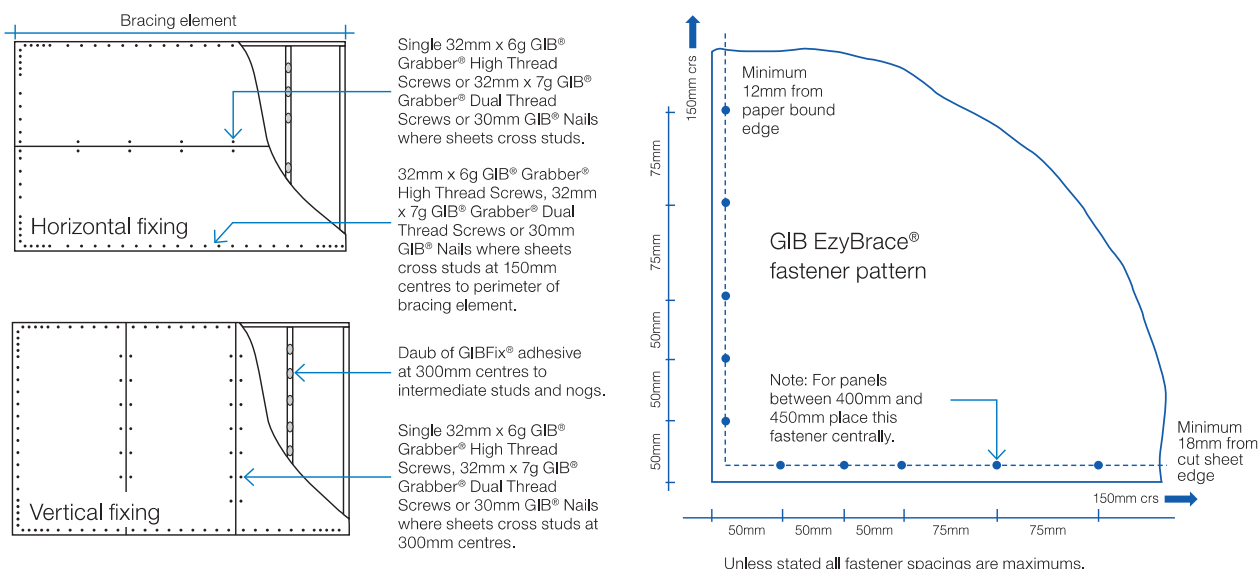 Bracing element
Single 32mm x 6g GIB®
Grabber® High Thread
Screws or 32mm x 7g GIB®
Grabber® Dual Thread
Screws or 30mm GIB® Nails
where sheets cross studs.
Horizontal fixing
32mm x 6g GIB® Grabber®
High Thread Screws, 32mm
x 7g GIB® Grabber® Dual
Thread Screws or 30mm
GIB® Nails where sheets
cross studs at 150mm
centres to perimeter of
bracing element.
Daub of GIBFix® adhesive
at 300mm centres to
intermediate studs and nogs.
Vertical fixing
Single 32mm x 6g GIB®
Grabber® High Thread
Screws, 32mm x 7g GIB®
Grabber® Dual Thread
Screws or 30mm GIB® Nails
where sheets cross studs at
300mm centres.
150mm crs
Minimum
12mm from
paper bound
edge
75mm
75mm
50mm
50mm
50mm
GIB EzyBrace®
fastener pattern
Note: For panels
between 400mm and
450mm place this
fastener centrally.
Minimum
18mm from
cut sheet
edge
150mm crs
50mm
50mm
50mm
75mm
75mm
Unless stated all fastener spacings are maximums.